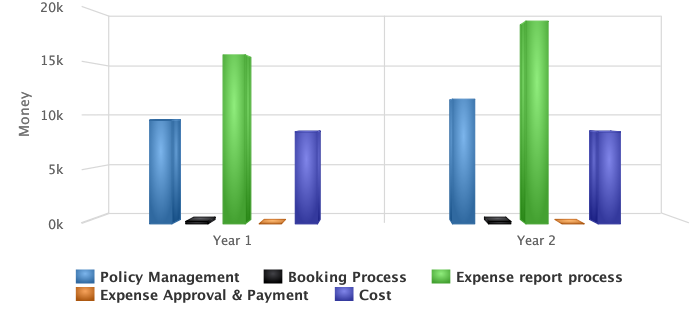 20k
15k
10k
5k
0k
Money
Year 1
Year 2
Policy Management
Booking Process
Expense report process
Expense Approval & Payment
Cost